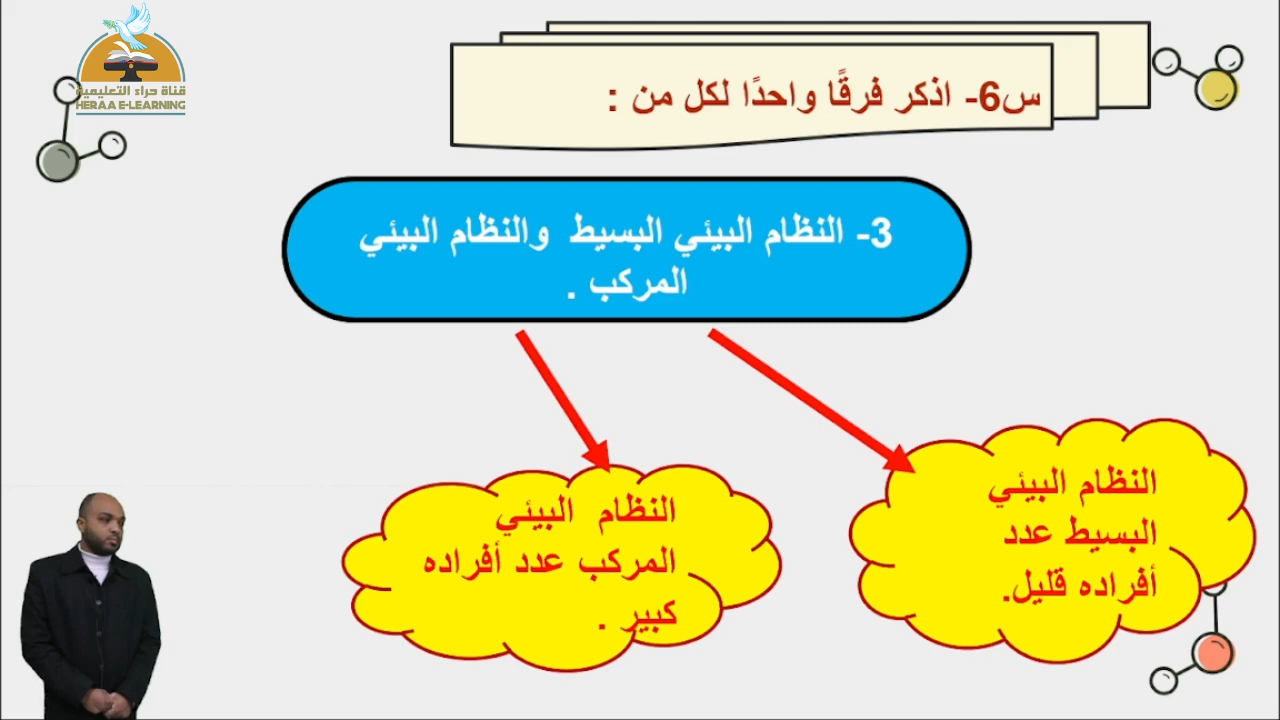 قناة حراء التعليمية
HERAA E-LEARNING
س6- اذكر فرقًا واحدًا لكل من :
3- النظام البيئي البسيط والنظام البيئي
المركب .
النظام البيئي
البسيط عدد
أفراده قليل.
النظام البيئي
المركب عدد أفراده
كبير .